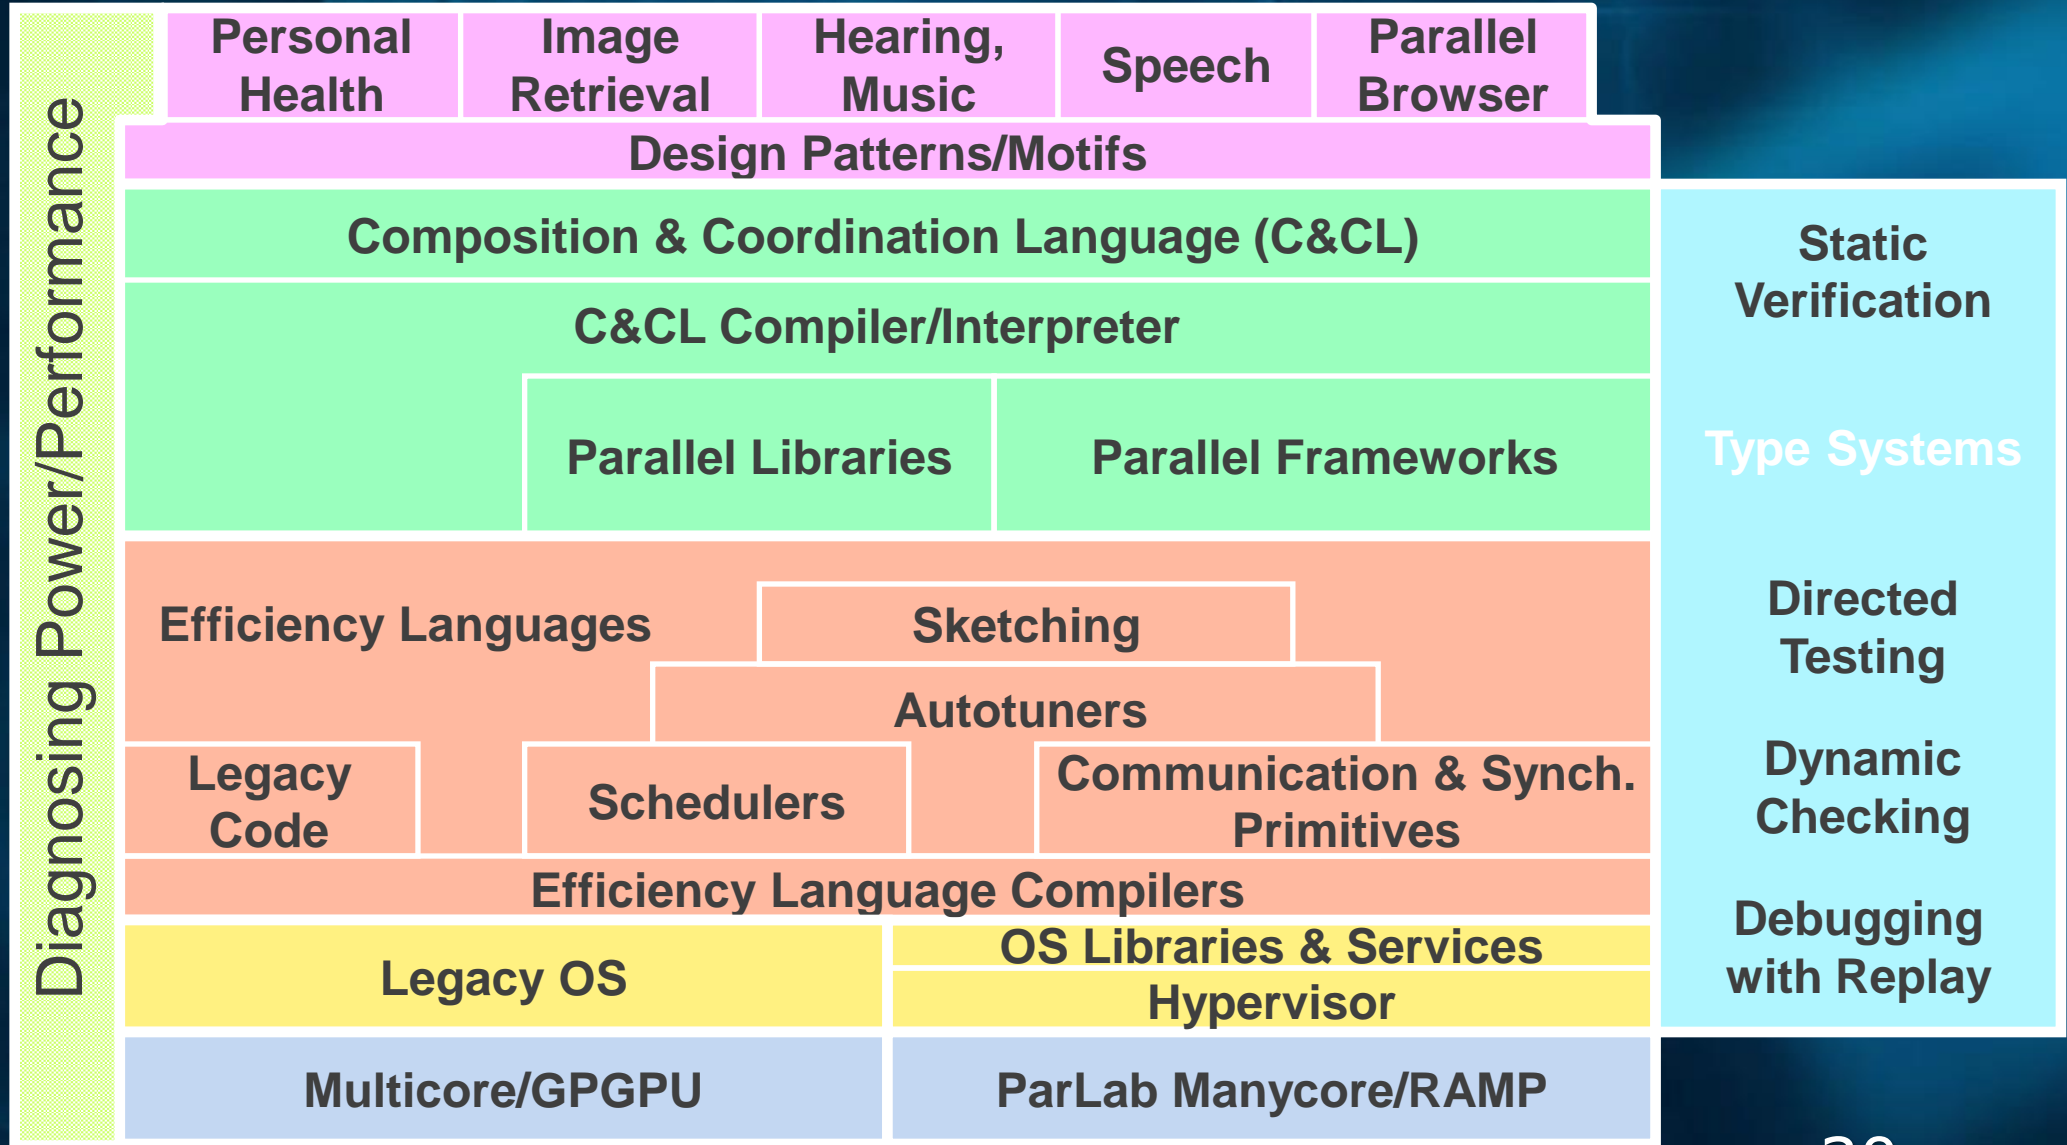 Diagnosing Power/Performance
Personal
Health
Image
Retrieval
Hearing,
Music
Speech
Parallel
Browser
Design Patterns/Motifs
Composition & Coordination Language (C&CL)
C&CL Compiler/Interpreter
Parallel Libraries
Parallel Frameworks
Efficiency Languages
Sketching
Autotuners
Legacy
Code
Schedulers
Communication & Synch.
Primitives
Efficiency Language Compilers
Legacy OS
OS Libraries & Services
Hypervisor
Multicore/GPGPU
ParLab Manycore/RAMP
Static
Verification
Type Systems
Directed
Testing
Dynamic
Checking
Debugging
with Replay